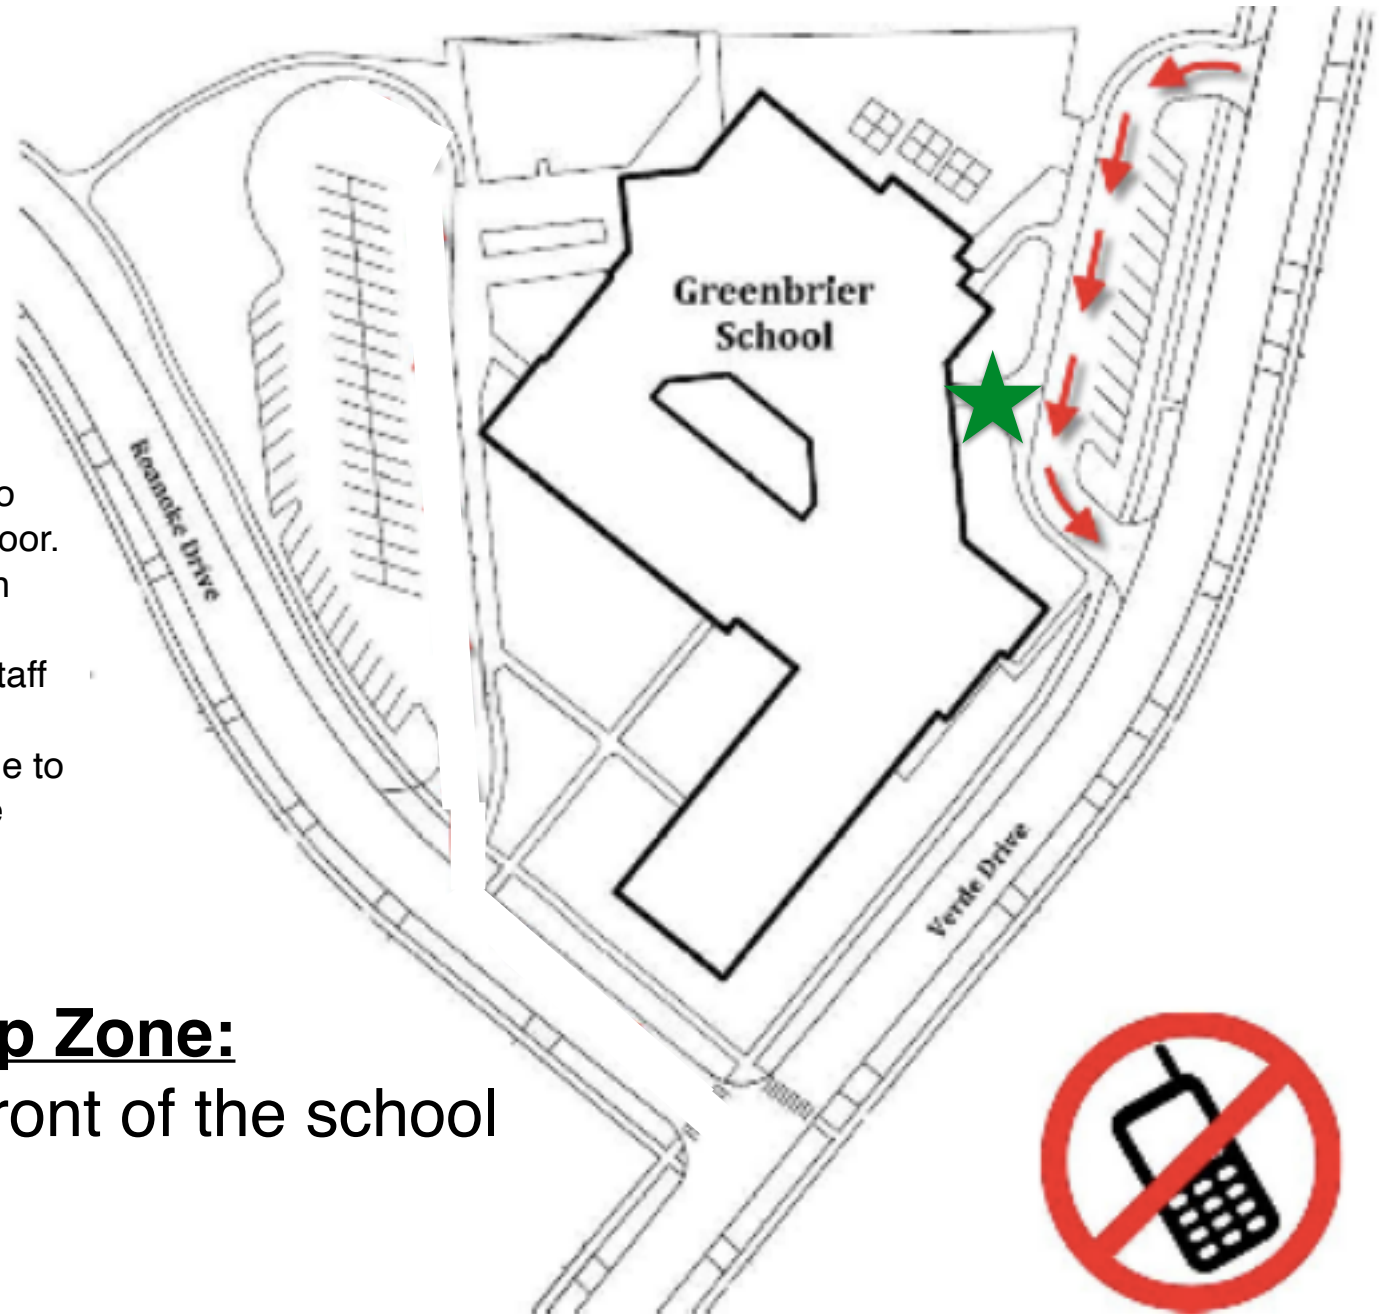 Greenbrier
School
Roanoke Drive
o
oor.
n
taff
e to
e
Verde Drive
p Zone:
ront of the school